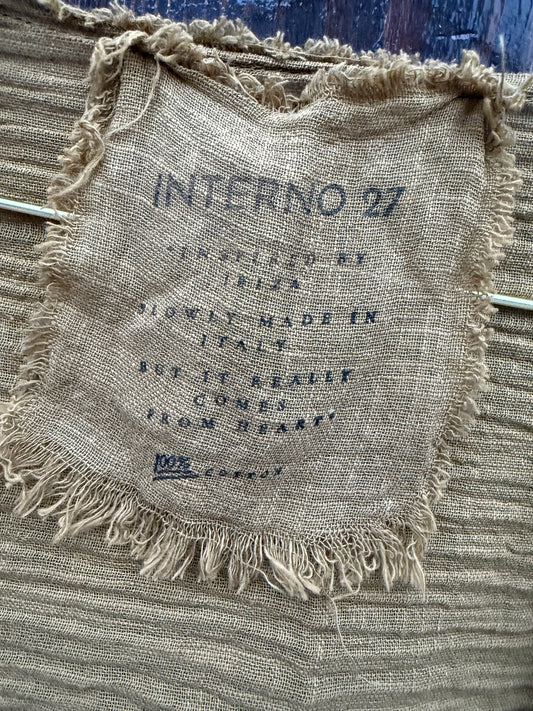 INTERNO 27
"INSPIRED BY
IBIZA
SLOWLY MADE IN
ITALY
BUT IT REALLY
COMES
FROM HEART"
100% COTTON